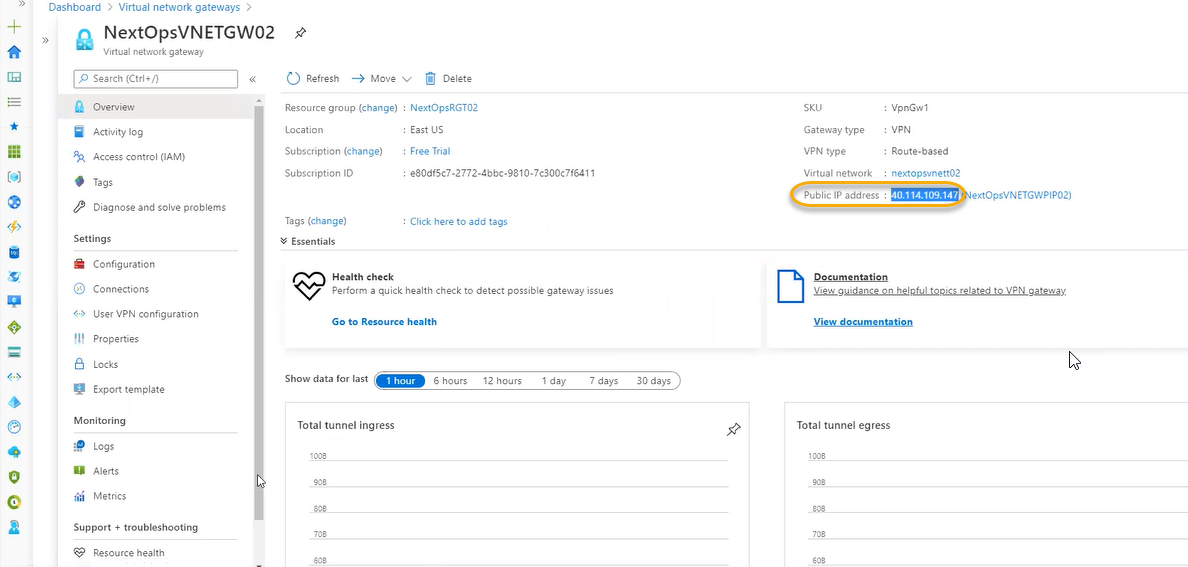 Dashboard > Virtual network gateways >
NextOpsVNETGW02
Virtual network gateway
Search (Ctrl+/)
Overview
Activity log
Access control (IAM)
Tags
Diagnose and solve problems
Settings
Configuration
Connections
User VPN configuration
Properties
Locks
Export template
Monitoring
Logs
Alerts
Metrics
Support + troubleshooting
Resource health
Refresh Move Delete
Resource group (change) : NextOpsRGT02
Location : East US
Subscription (change) : Free Trial
Subscription ID : e80df5c7-2772-4bbc-9810-7c300c7f6411
Tags (change) : Click here to add tags
SKU : VpnGw1
Gateway type : VPN
VPN type : Route-based
Virtual network : nextopsvnett02
Public IP address : 40.114.109.147 (NextOpsVNETGWPIP02)
Essentials
Health check
Perform a quick health check to detect possible gateway issues
Go to Resource health
Documentation
View guidance on helpful topics related to VPN gateway
View documentation
Show data for last 1 hour 6 hours 12 hours 1 day 7 days 30 days
Total tunnel ingress
100B
90B
80B
70B
60B
Total tunnel egress
100B
90B
80B
70B
60B